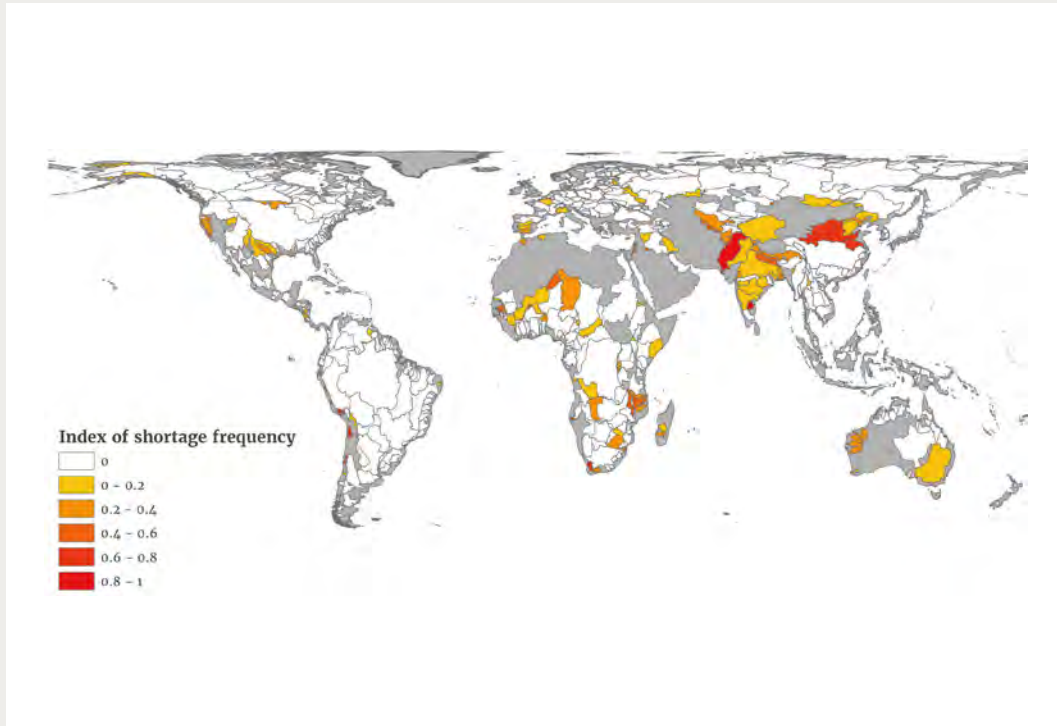 Index of shortage frequency
0
0 – 0.2
0.2 – 0.4
0.4 – 0.6
0.6 – 0.8
0.8 – 1